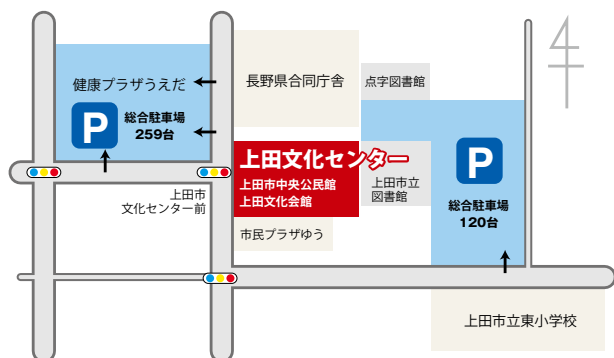 健康プラザうえだ
P
総合駐車場
259台
長野県合同庁舎
点字図書館
上田文化センター
上田市中央公民館
上田文化会館
上田市立
図書館
P
総合駐車場
120台
上田市
文化センター前
市民プラザゆう
上田市立東小学校